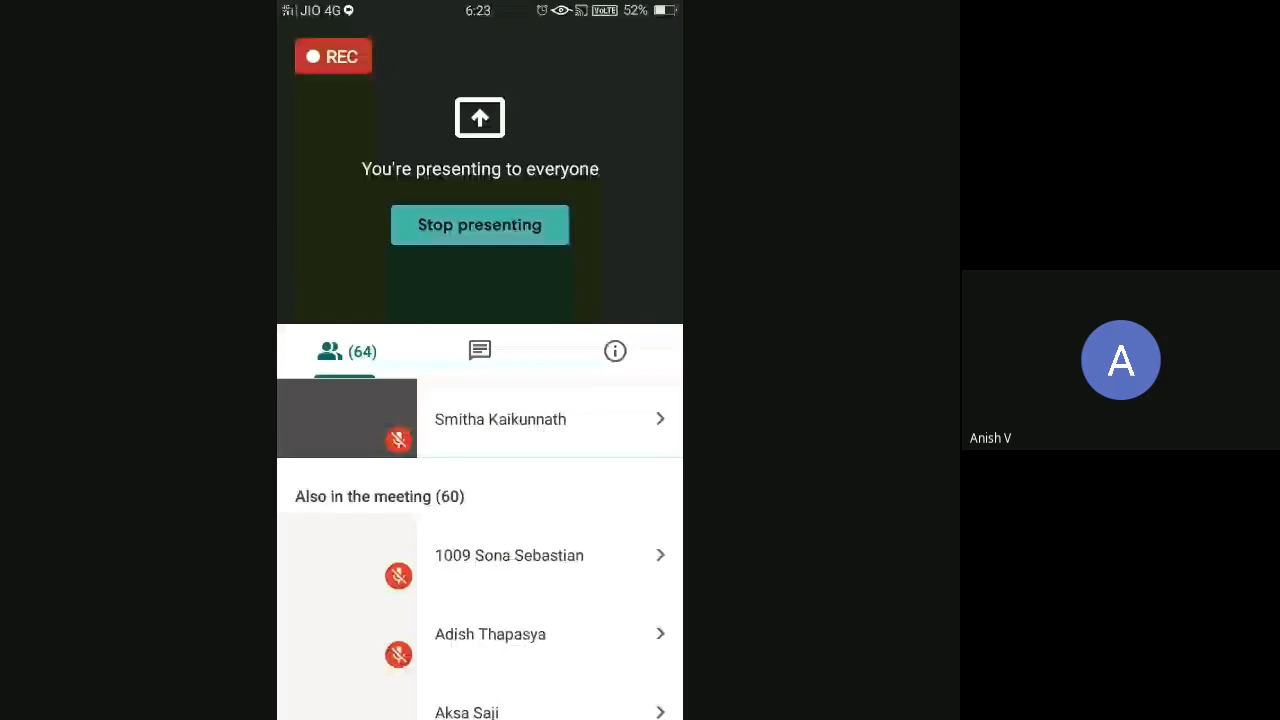 JIO 4G 6:23 VoLTE 52%
REC
You're presenting to everyone
Stop presenting
(64)
Smitha Kaikunnath
Also in the meeting (60)
1009 Sona Sebastian
Adish Thapasya
Aksa Saji
A
Anish V